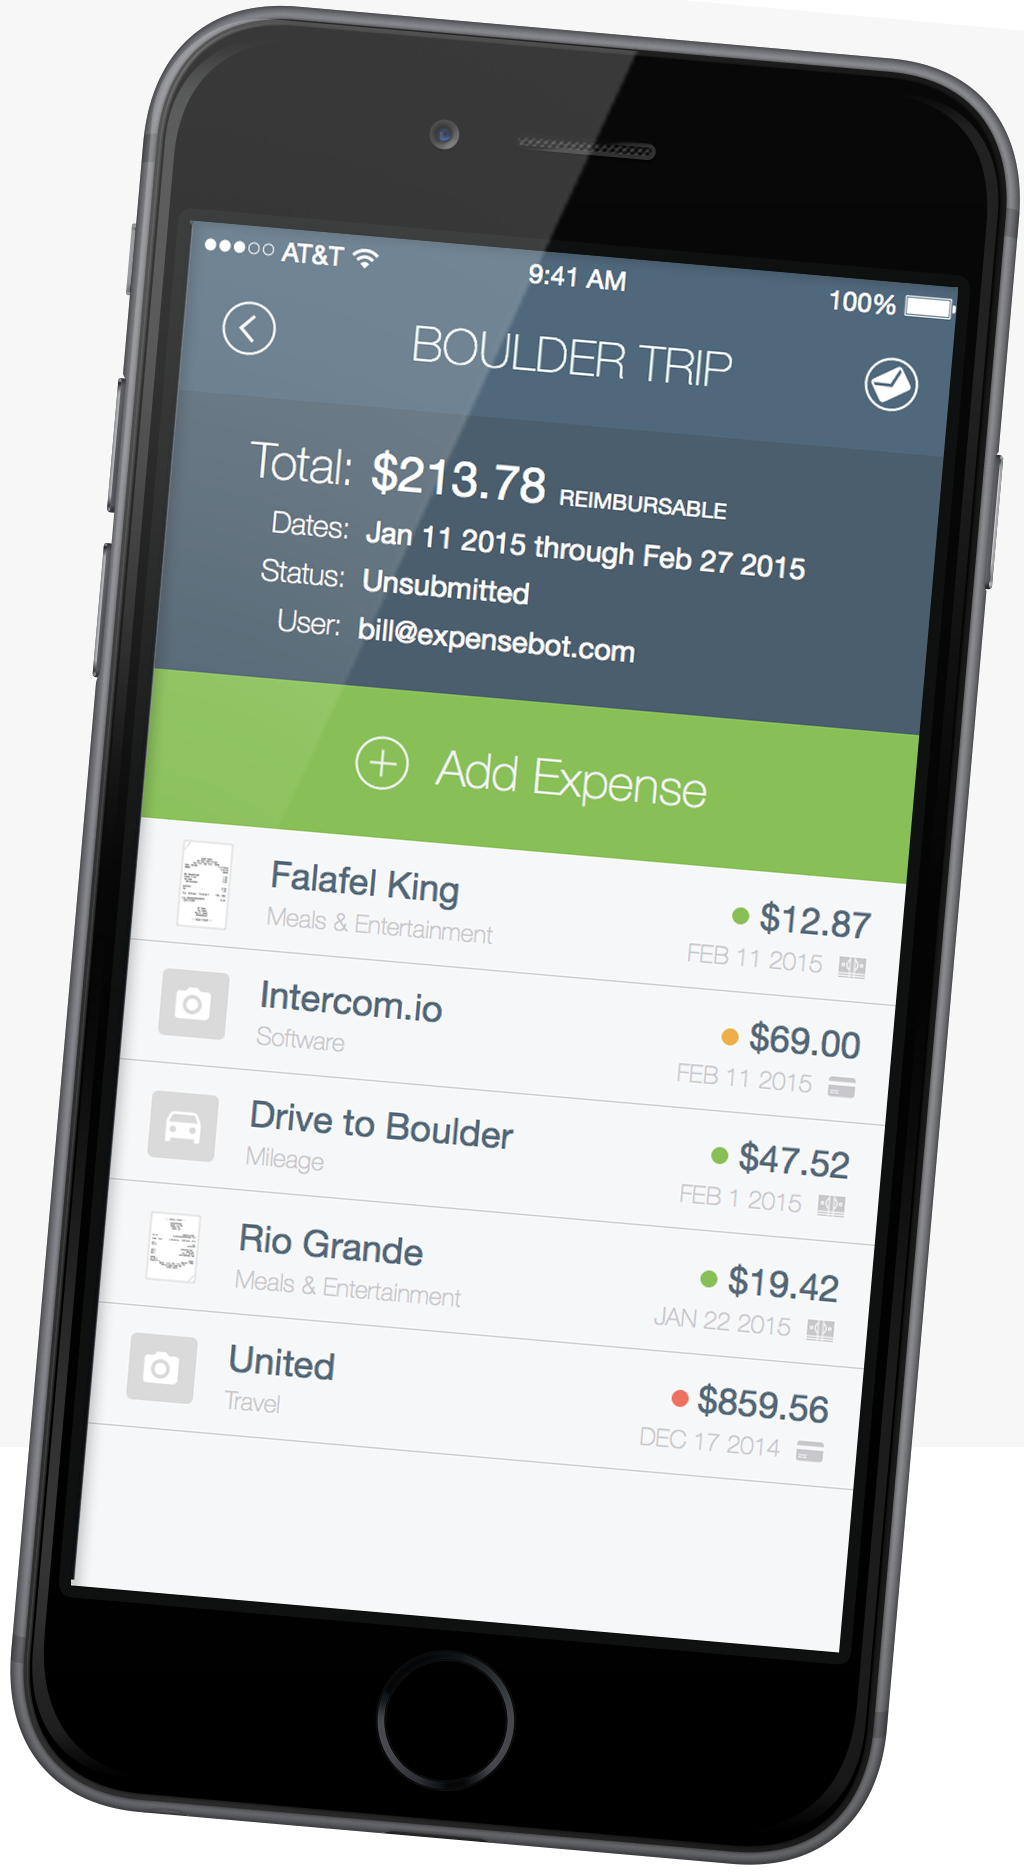 AT&T
9:41 AM
100%
BOULDER TRIP
Total: $213.78 REIMBURSABLE
Dates: Jan 11 2015 through Feb 27 2015
Status: Unsubmitted
User: bill@expensebot.com
Add Expense
Falafel King
$12.87
Meals & Entertainment
FEB 11 2015
Intercom.io
$69.00
Software
FEB 11 2015
Drive to Boulder
$47.52
Mileage
FEB 1 2015
Rio Grande
$19.42
Meals & Entertainment
JAN 22 2015
United
$859.56
Travel
DEC 17 2014